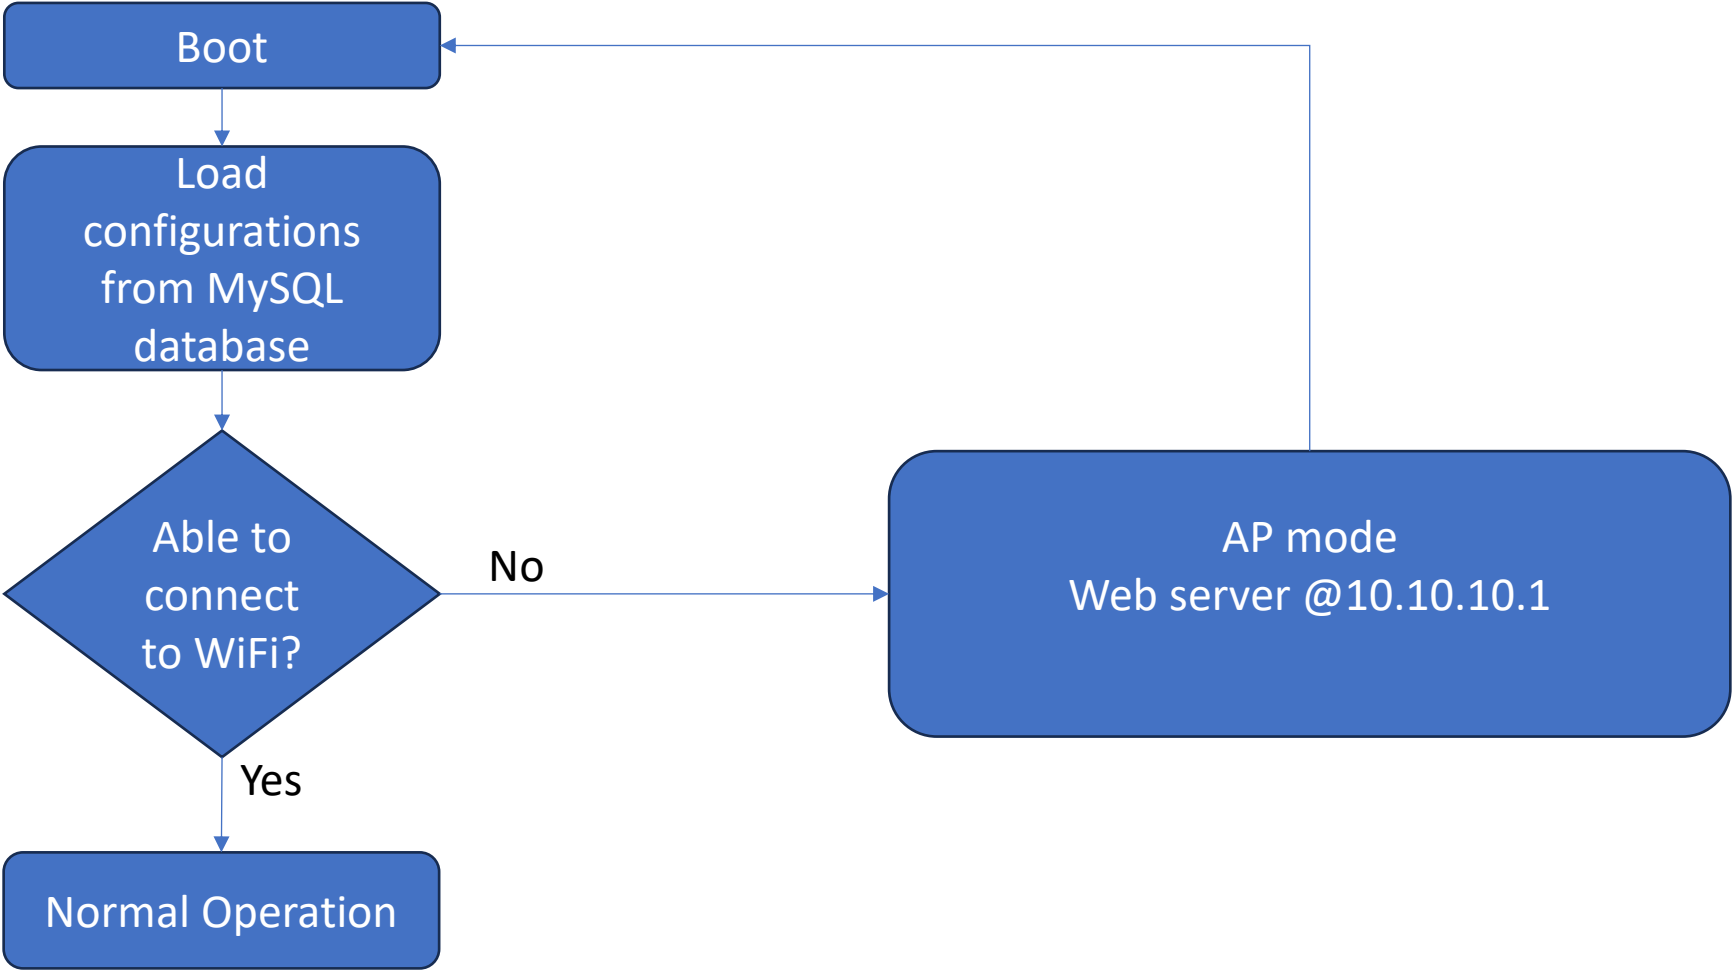 Boot
Load
configurations
from MySQL
database
Able to
connect
to WiFi?
No
AP mode
Web server @10.10.10.1
Yes
Normal Operation